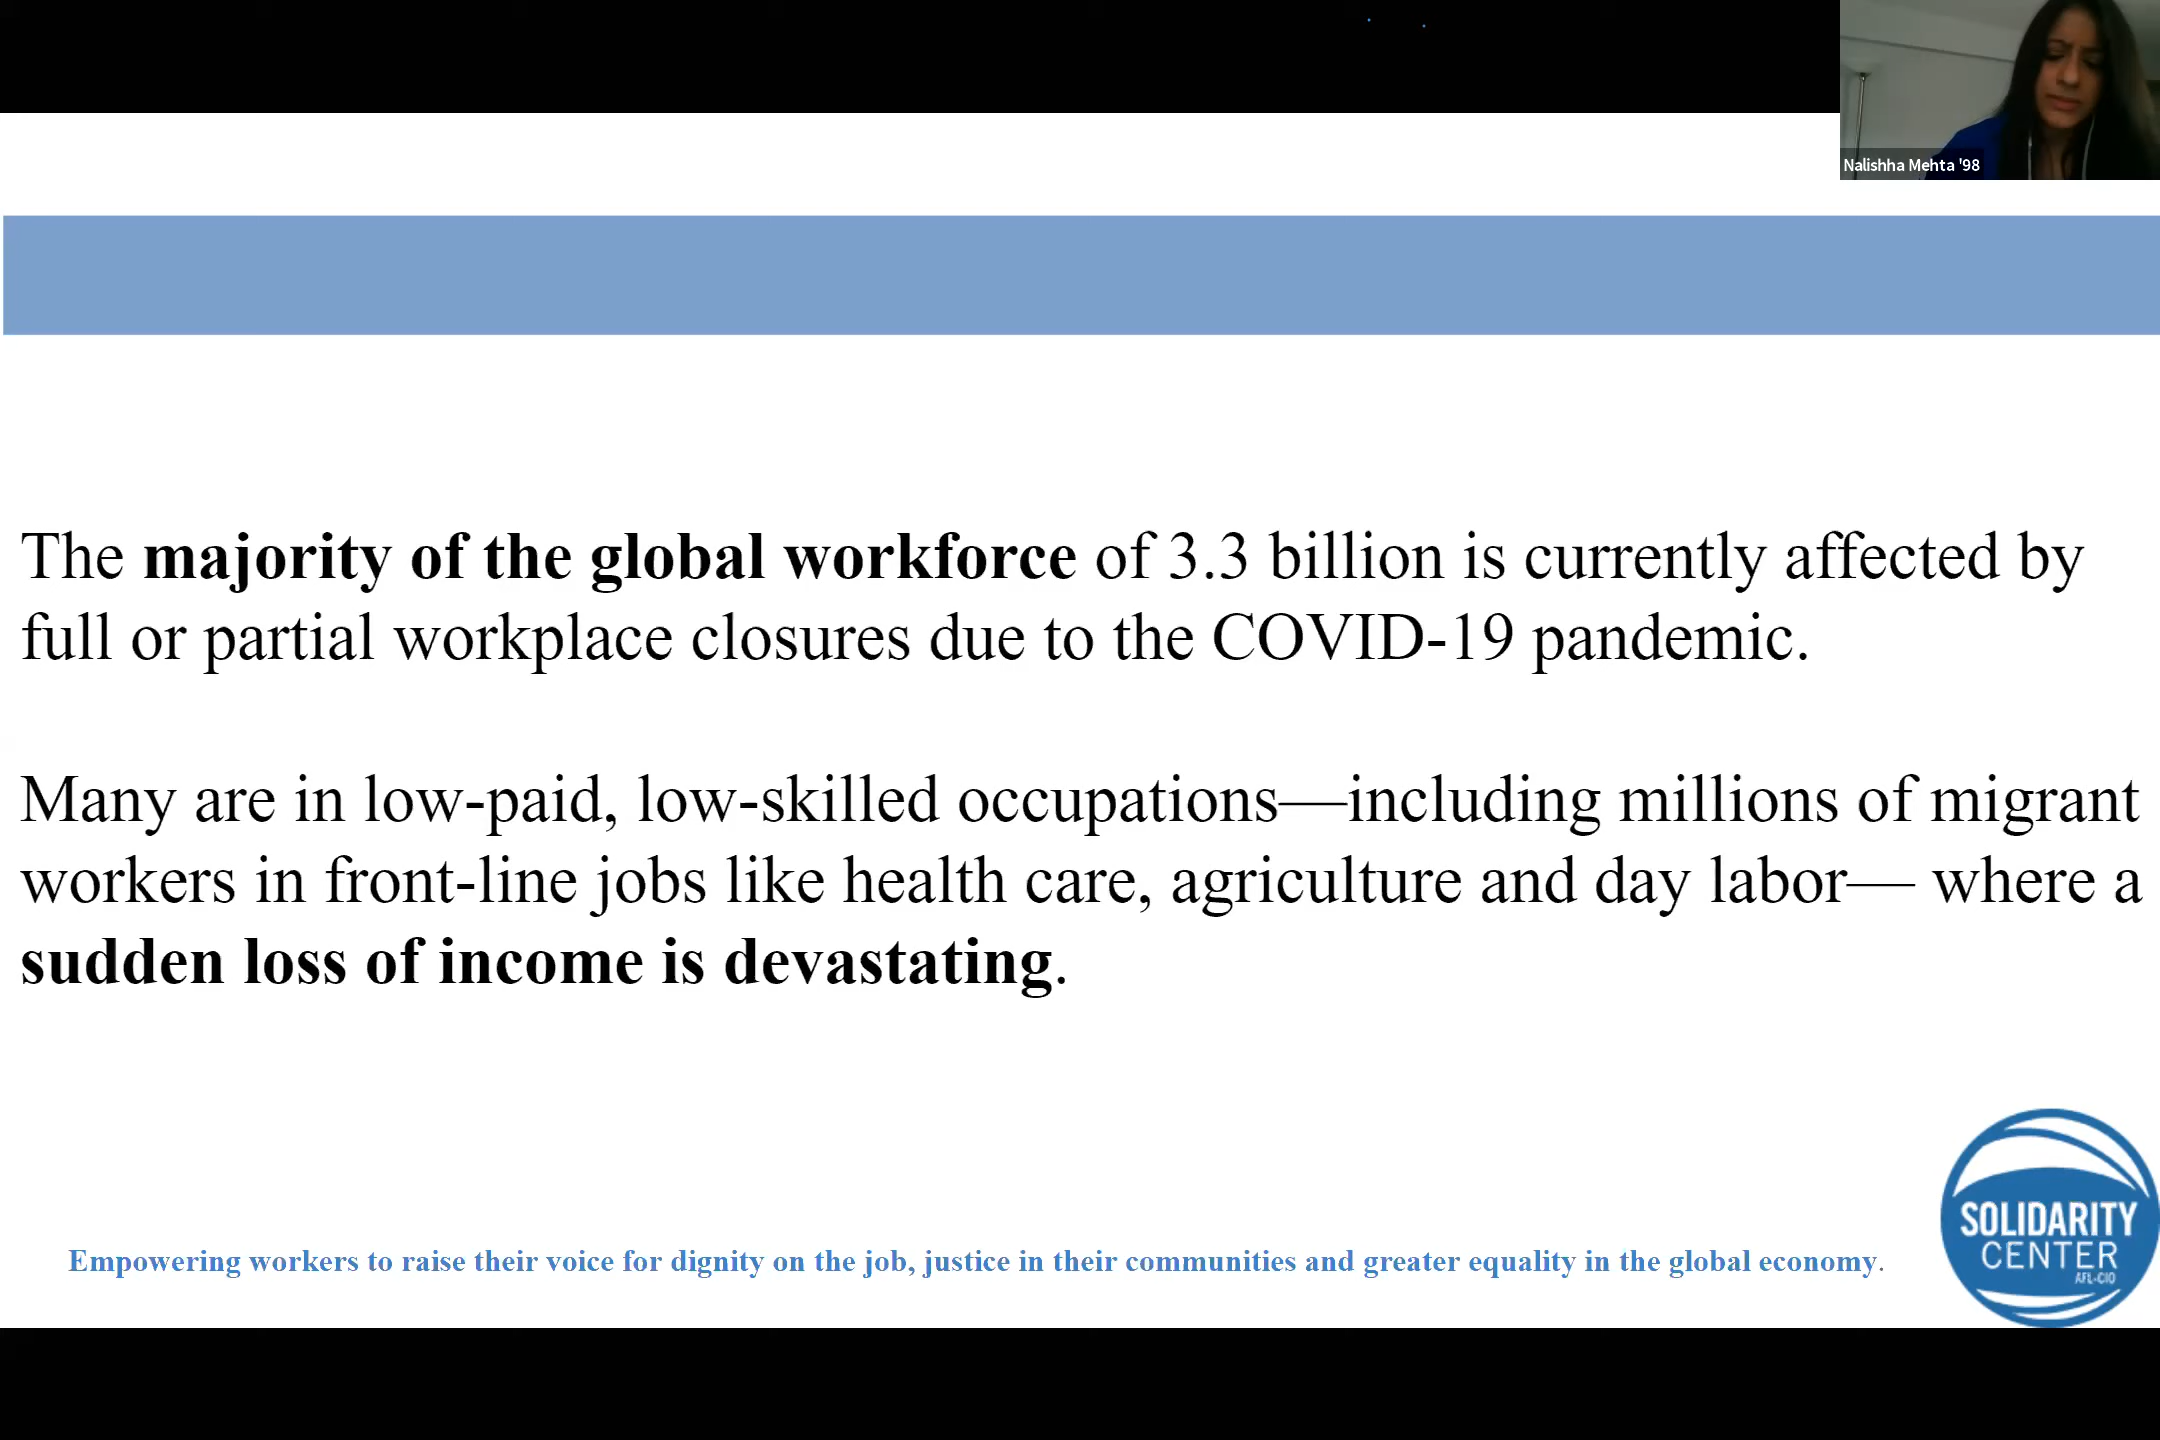 Nalishha Mehta '98
The majority of the global workforce of 3.3 billion is currently affected by
full or partial workplace closures due to the COVID-19 pandemic.
Many are in low-paid, low-skilled occupations—including millions of migrant
workers in front-line jobs like health care, agriculture and day labor— where a
sudden loss of income is devastating.
Empowering workers to raise their voice for dignity on the job, justice in their communities and greater equality in the global economy.
SOLIDARITY
CENTER
AFL-CIO